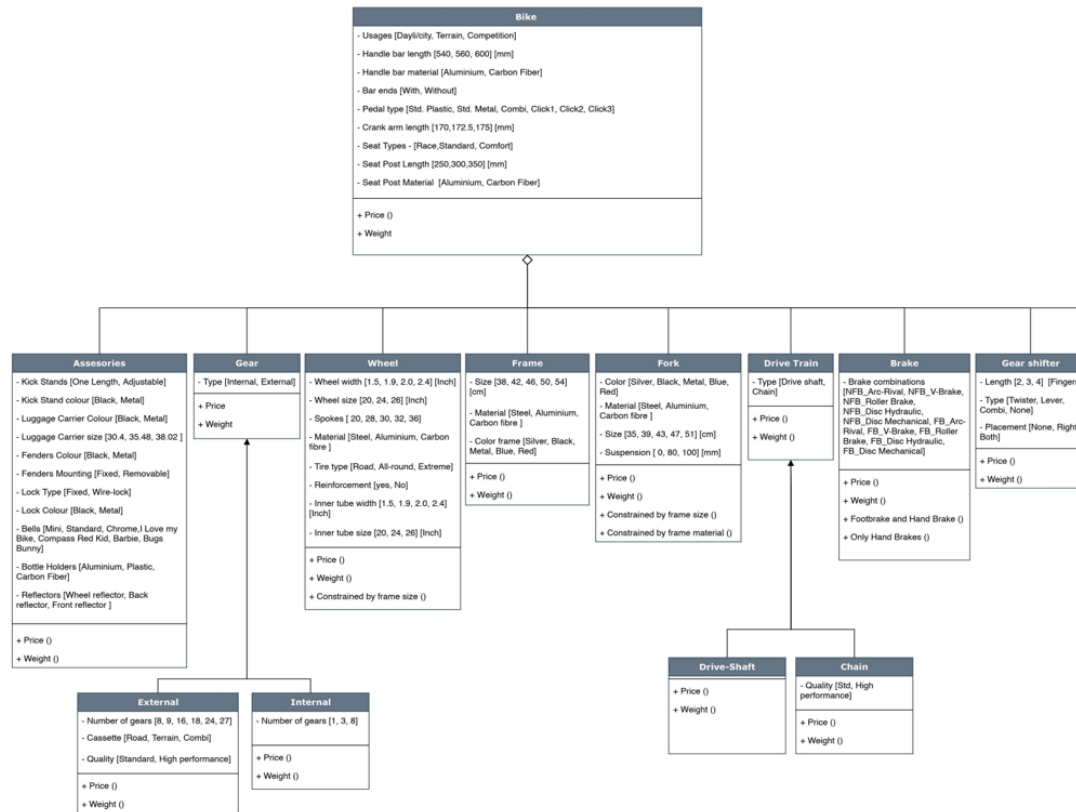 Bike
- Usages [Dayli/city, Terrain, Competition]
- Handle bar length [540, 560, 600] [mm]
- Handle bar material [Aluminium, Carbon Fiber]
- Bar ends [With, Without]
- Pedal type [Std. Plastic, Std. Metal, Combi, Click1, Click2, Click3]
- Crank arm length [170,172.5,175] [mm]
- Seat Types - [Race,Standard, Comfort]
- Seat Post Length [250,300,350] [mm]
- Seat Post Material [Aluminium, Carbon Fiber]
+ Price ()
+ Weight
Assesories
- Kick Stands [One Length, Adjustable]
- Kick Stand colour [Black, Metal]
- Luggage Carrier Colour [Black, Metal]
- Luggage Carrier size [30.4, 35.48, 38.02 ]
- Fenders Colour [Black, Metal]
- Fenders Mounting [Fixed, Removable]
- Lock Type [Fixed, Wire-lock]
- Lock Colour [Black, Metal]
- Bells [Mini, Standard, Chrome,I Love my
Bike, Compass Red Kid, Barbie, Bugs
Bunny]
- Bottle Holders [Aluminium, Plastic,
Carbon Fiber]
- Reflectors [Wheel reflector, Back
reflector, Front reflector ]
+ Price ()
+ Weight ()
Gear
- Type [Internal, External]
+ Price
+ Weight
Wheel
- Wheel width [1.5, 1.9, 2.0, 2.4] [Inch]
- Wheel size [20, 24, 26] [Inch]
- Spokes [ 20, 28, 30, 32, 36]
- Material [Steel, Aluminium, Carbon
fibre ]
- Tire type [Road, All-round, Extreme]
- Reinforcement [yes, No]
- Inner tube width [1.5, 1.9, 2.0, 2.4]
[Inch]
- Inner tube size [20, 24, 26] [Inch]
+ Price ()
+ Weight ()
+ Constrained by frame size ()
Frame
- Size [38, 42, 46, 50, 54]
[cm]
- Material [Steel, Aluminium,
Carbon fibre ]
- Color frame [Silver, Black,
Metal, Blue, Red]
+ Price ()
+ Weight ()
Fork
- Color [Silver, Black, Metal, Blue,
Red]
- Material [Steel, Aluminium,
Carbon fibre ]
- Size [35, 39, 43, 47, 51] [cm]
- Suspension [ 0, 80, 100] [mm]
+ Price ()
+ Weight ()
+ Constrained by frame size ()
+ Constrained by frame material ()
Drive Train
- Type [Drive shaft,
Chain]
+ Price ()
+ Weight ()
Brake
- Brake combinations
[NFB_Arc-Rival, NFB_V-Brake,
NFB_Roller Brake,
NFB_Disc Hydraulic,
NFB_Disc Mechanical, FB_Arc-
Rival, FB_V-Brake, FB_Roller
Brake, FB_Disc Hydraulic,
FB_Disc Mechanical]
+ Price ()
+ Weight ()
+ Footbrake and Hand Brake ()
+ Only Hand Brakes ()
Gear shifter
- Length [2, 3, 4] [Fingers
- Type [Twister, Lever,
Combi, None]
- Placement [None, Right
Both]
+ Price ()
+ Weight ()
External
- Number of gears [8, 9, 16, 18, 24, 27]
- Cassette [Road, Terrain, Combi]
- Quality [Standard, High performance]
+ Price ()
+ Weight ()
Internal
- Number of gears [1, 3, 8]
+ Price ()
+ Weight ()
Drive-Shaft
+ Price ()
+ Weight ()
Chain
- Quality [Std, High
performance]
+ Price ()
+ Weight ()